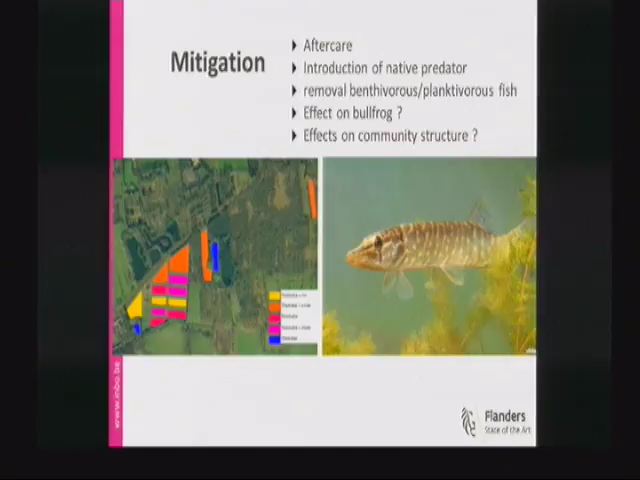 Mitigation
Aftercare
Introduction of native predator
removal benthivorous/planktivorous fish
Effect on bullfrog ?
Effects on community structure ?
www.inbo.be
Flanders
State of the Art